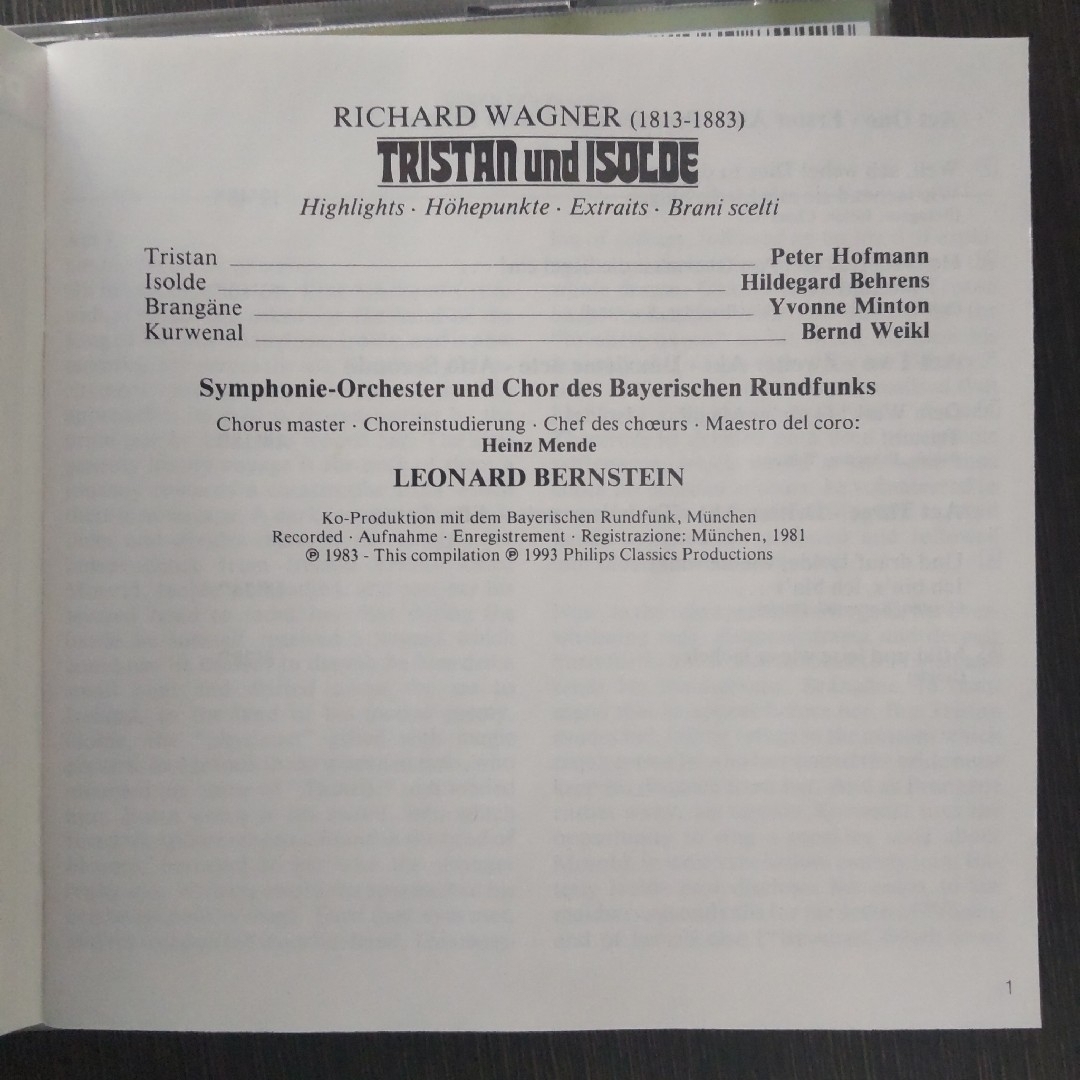 RICHARD WAGNER (1813-1883)
TRISTAN und ISOLDE
Highlights · Höhepunkte · Extraits · Brani scelti
Tristan Peter Hofmann
Isolde Hildegard Behrens
Brangäne Yvonne Minton
Kurwenal Bernd Weikl
Symphonie-Orchester und Chor des Bayerischen Rundfunks
Chorus master · Choreinstudierung · Chef des chœurs · Maestro del coro:
Heinz Mende
LEONARD BERNSTEIN
Ko-Produktion mit dem Bayerischen Rundfunk, München
Recorded · Aufnahme · Enregistrement · Registrazione: München, 1981
℗ 1983 - This compilation ℗ 1993 Philips Classics Productions
1